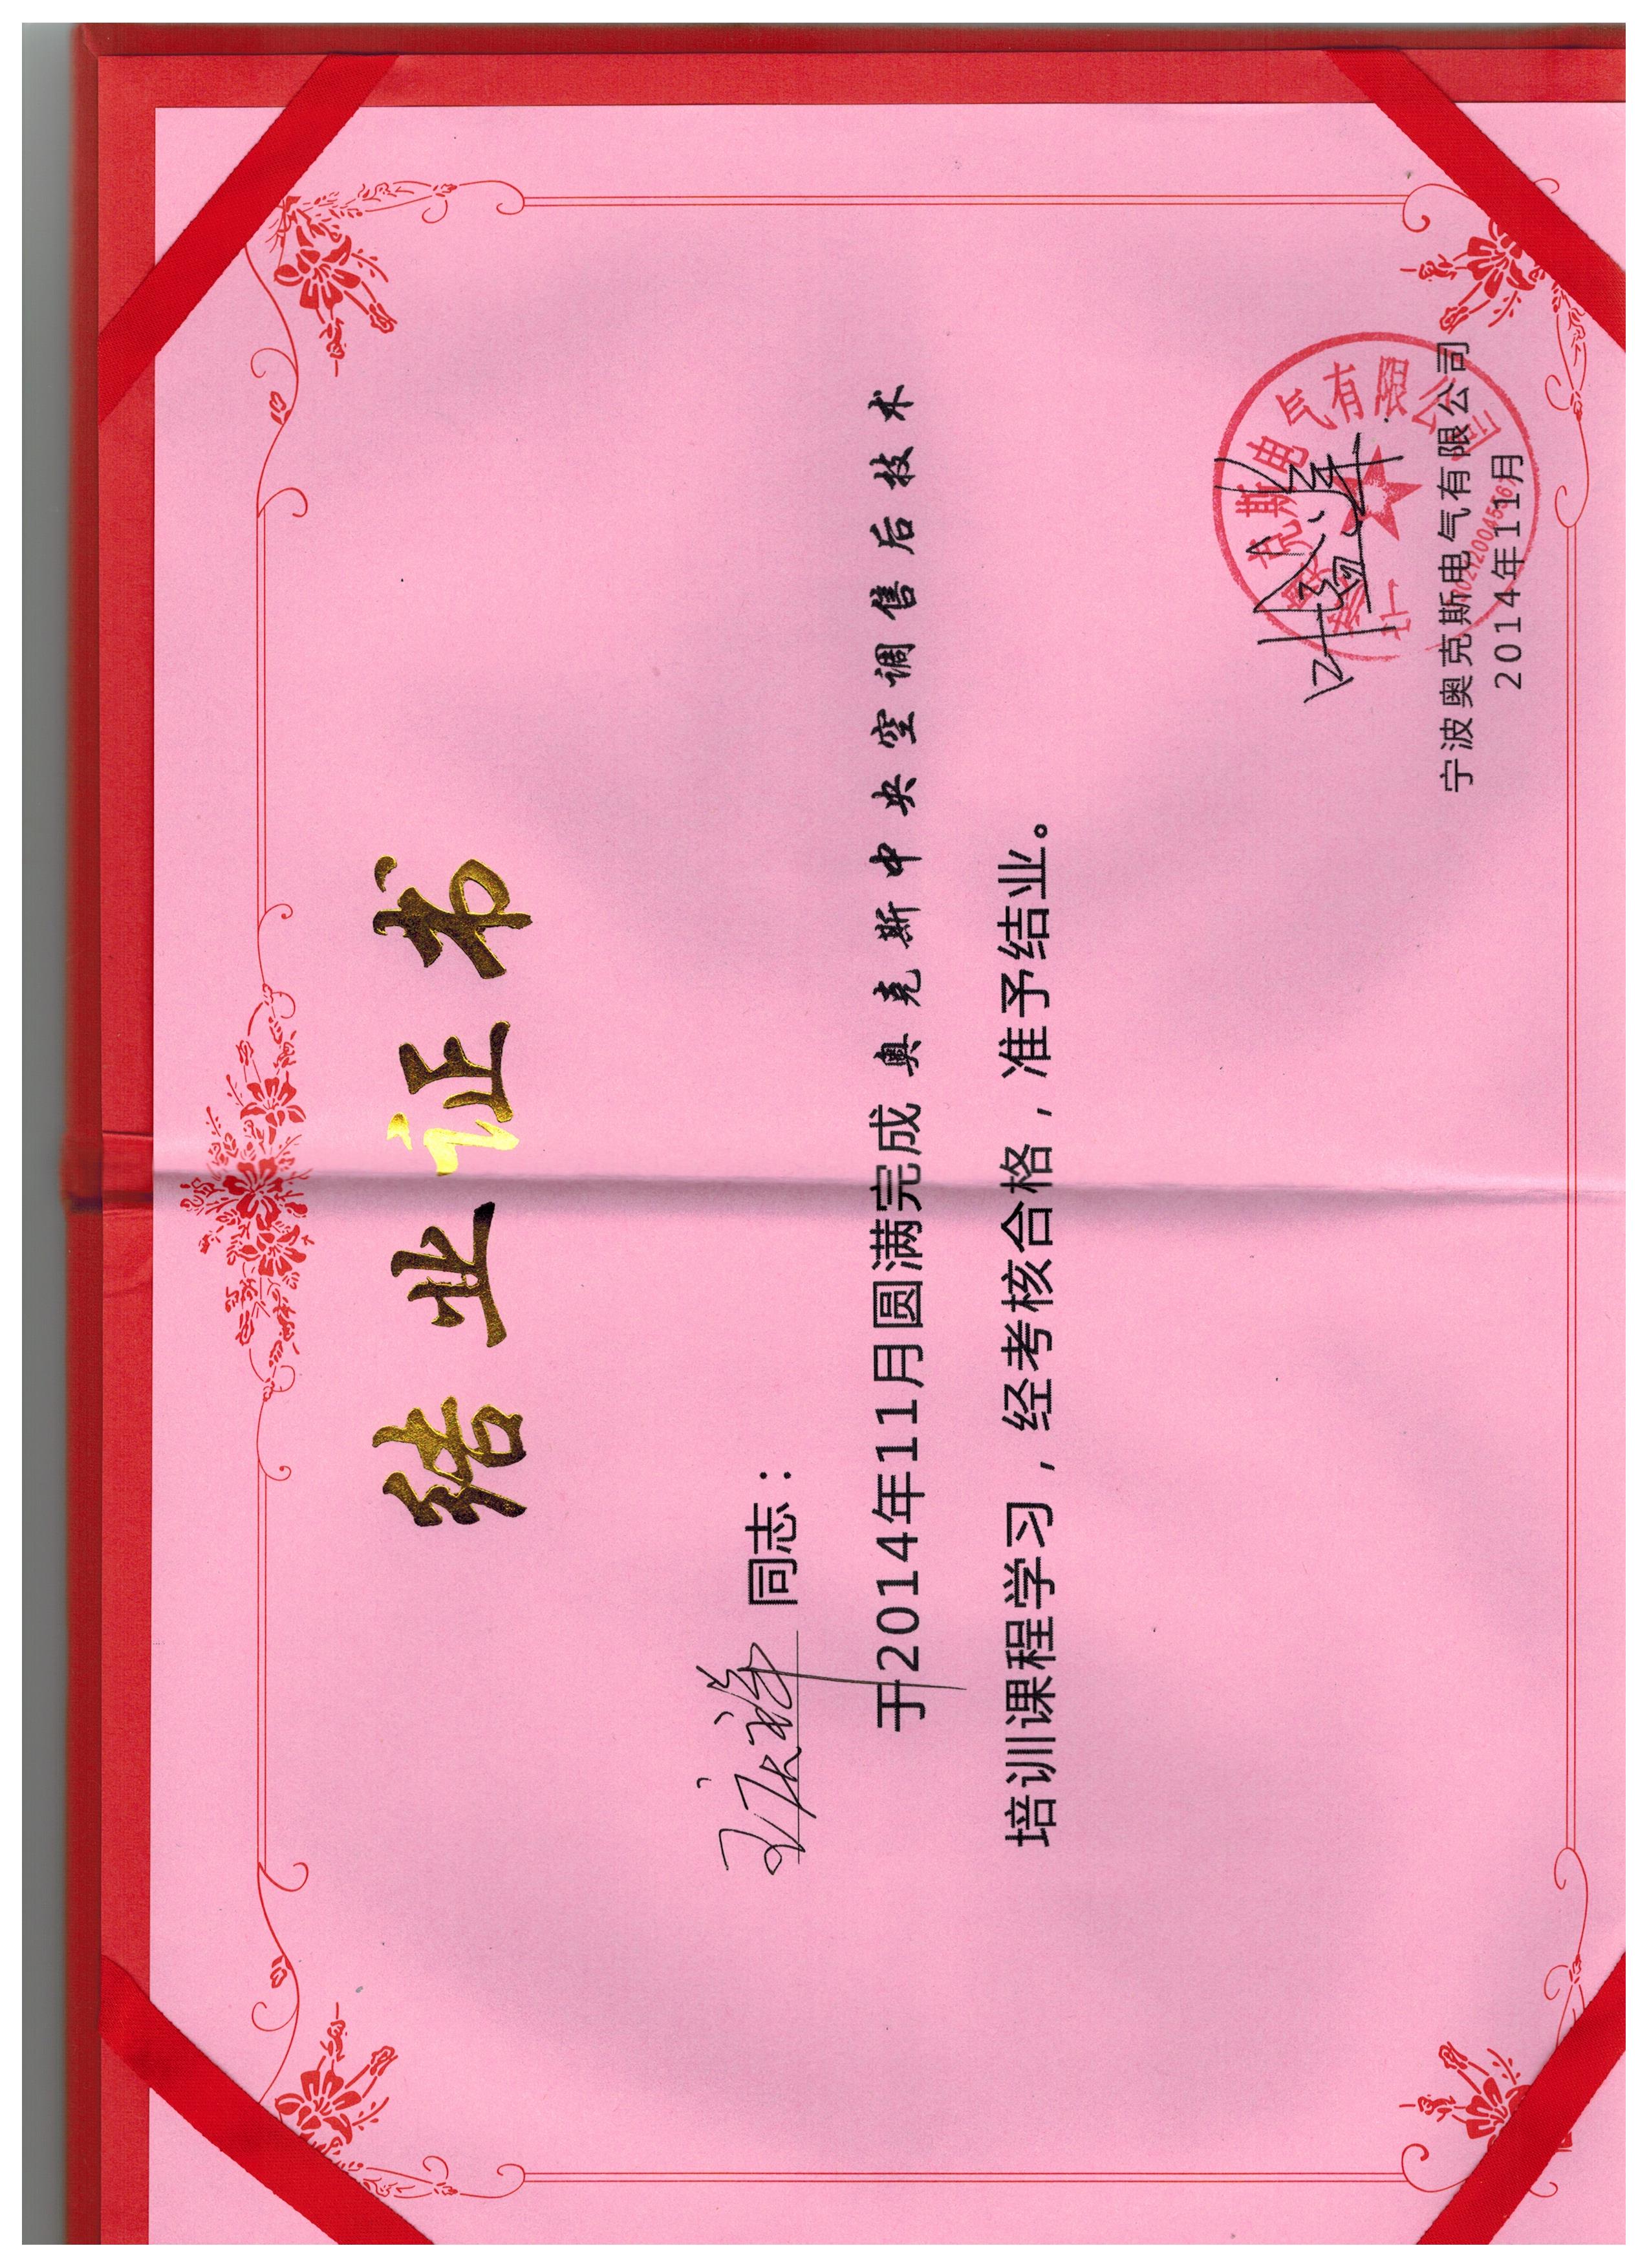 结业证书
同志：
于2014年11月圆满完成 奥克斯中央空调售后技术
培训课程学习，经考核合格，准予结业。
宁波奥克斯电气有限公司
宁波奥克斯电气有限公司
2014年11月